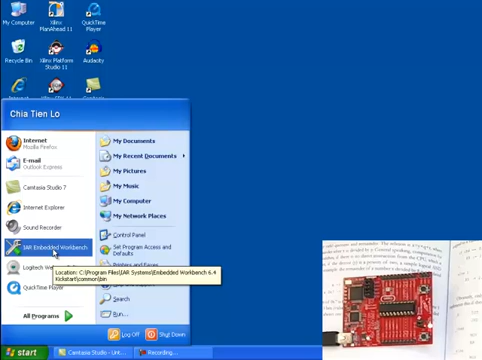 My Computer
Xilinx PlanAhead 11
QuickTime Player
Recycle Bin
Xilinx Platform Studio 11
Audacity
Chia Tien Lo
Internet
Mozilla Firefox
E-mail
Outlook Express
Camtasia Studio 7
Internet Explorer
Sound Recorder
IAR Embedded Workbench
Logitech
QuickTime Player
All Programs
My Documents
My Recent Documents
My Pictures
My Music
My Computer
My Network Places
Control Panel
Set Program Access and Defaults
Location: C:\Program Files\IAR Systems\Embedded Workbench 6.4
Kickstart\common\bin
Search
Run...
Log Off
Shut Down
start
Camtasia Studio - Unt...
Recording...